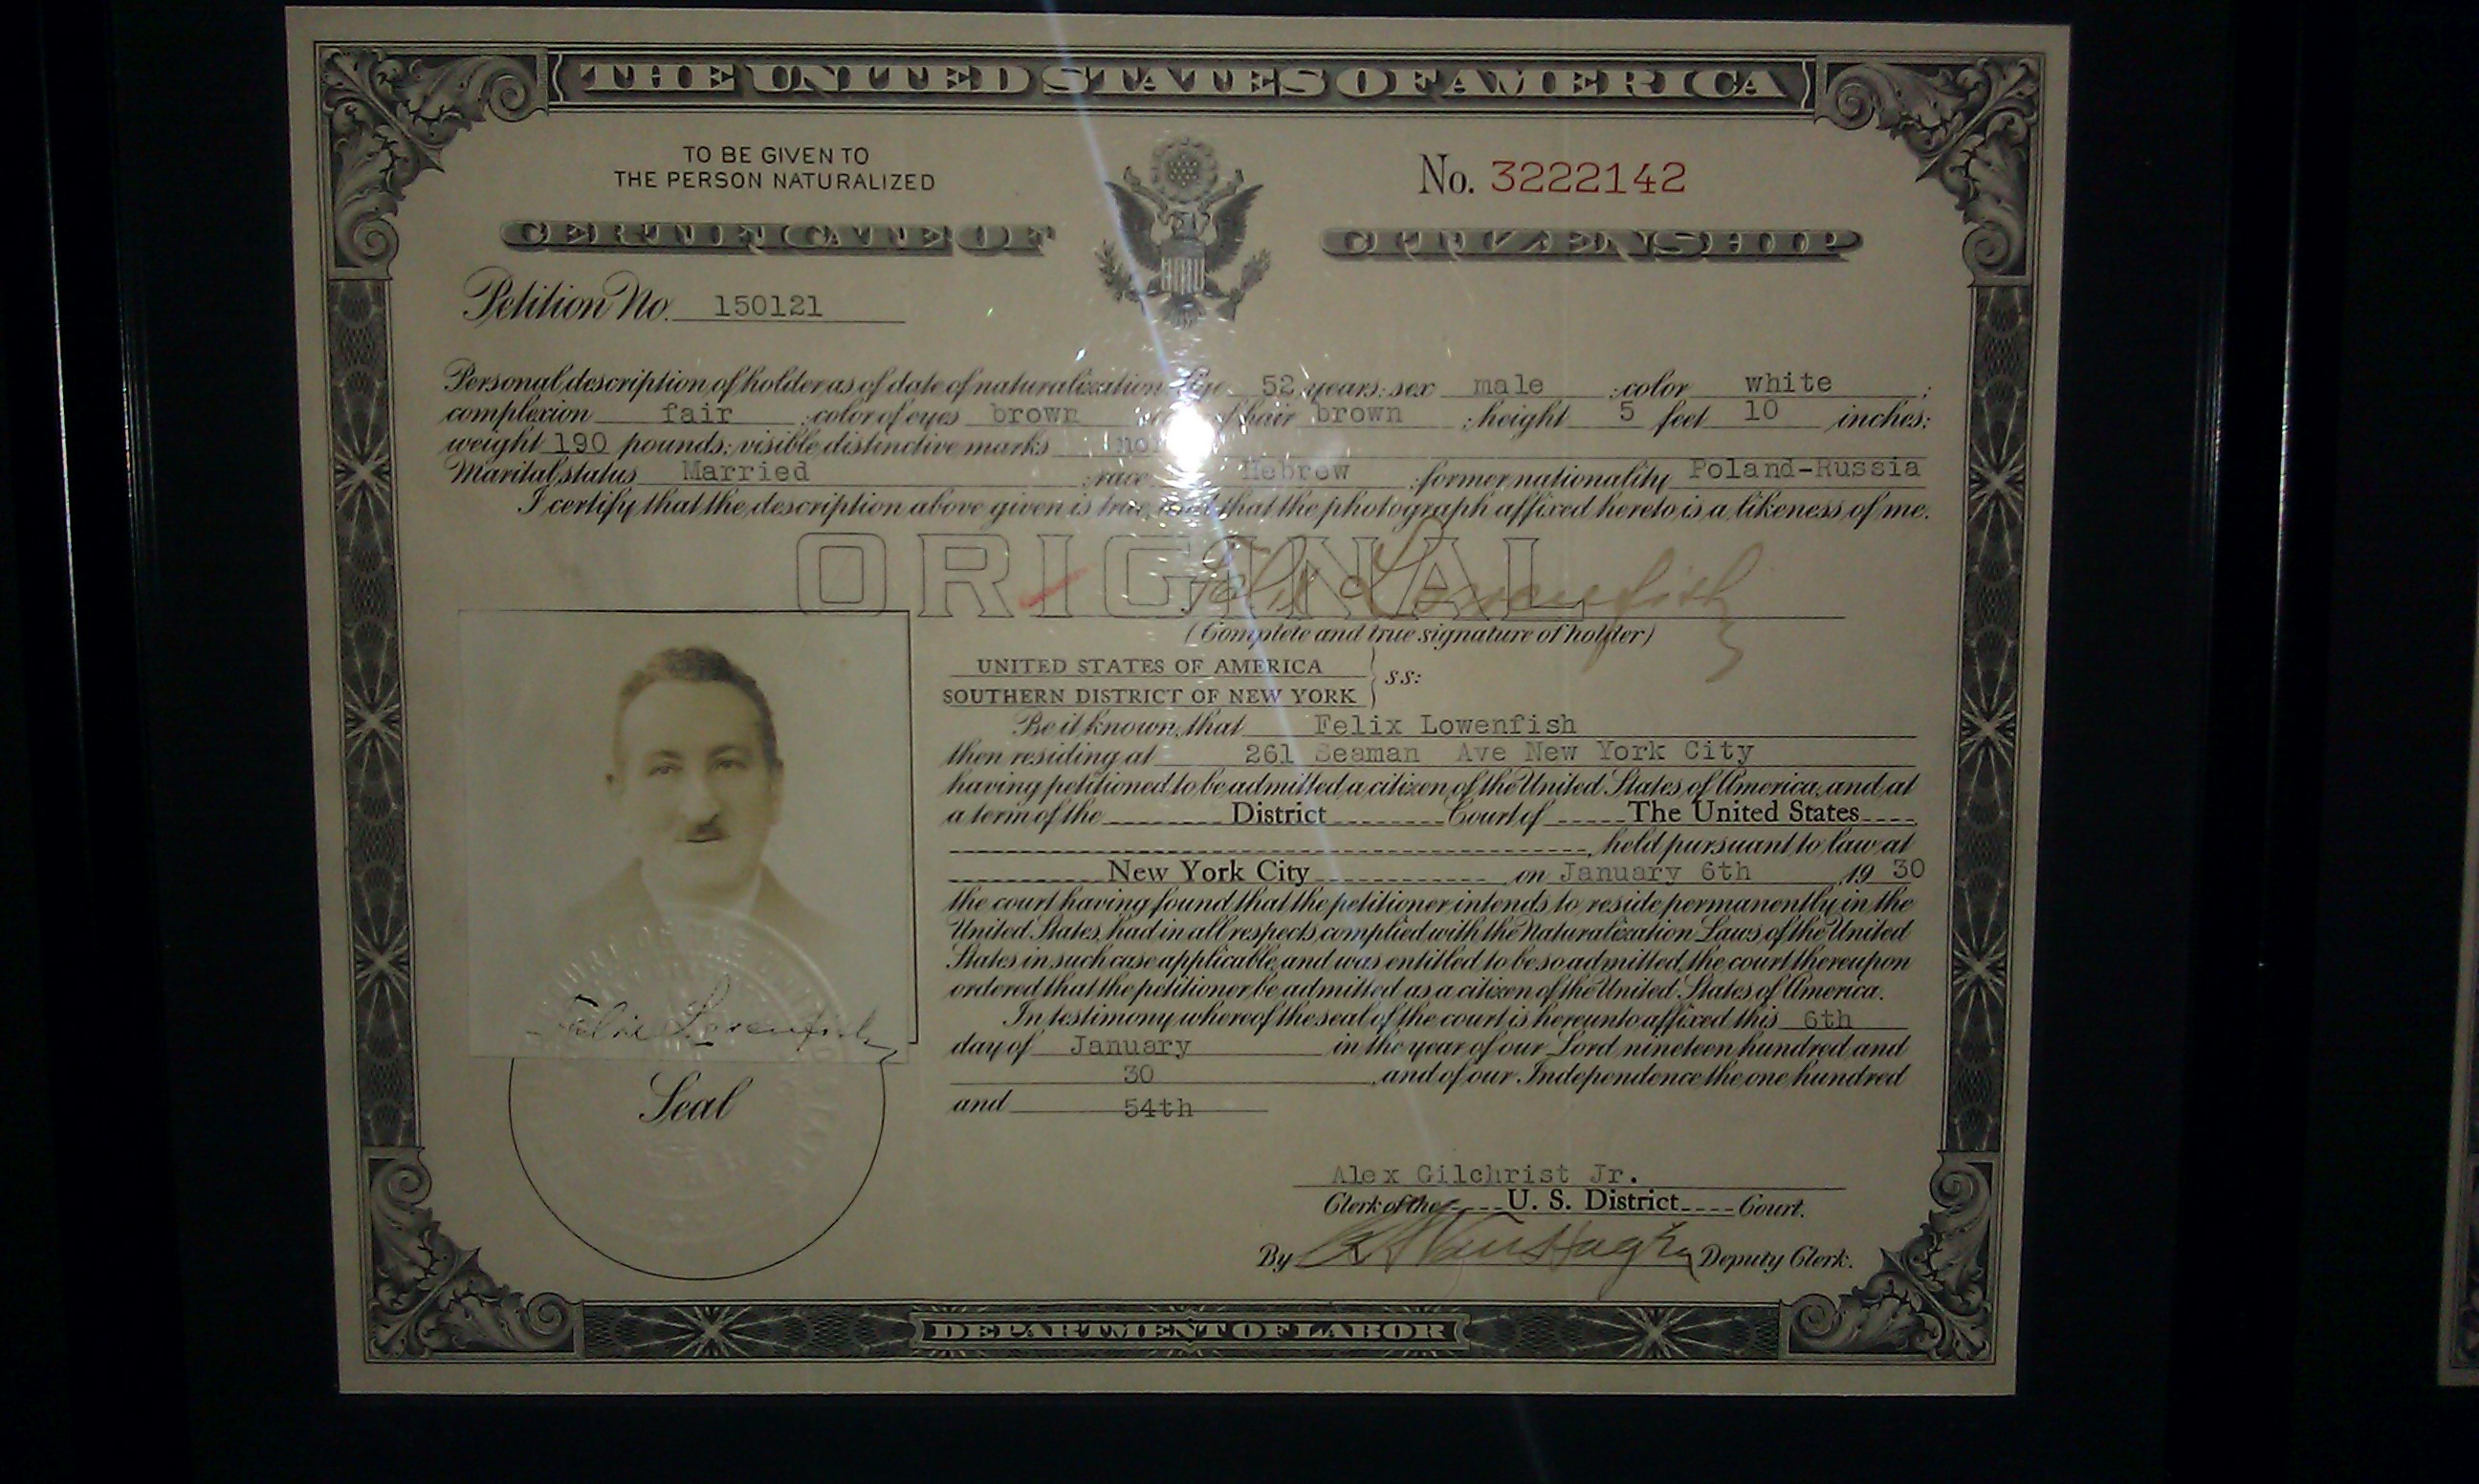 THE UNITED STATES OF AMERICA
TO BE GIVEN TO
THE PERSON NATURALIZED
No. 3222142
CERTIFICATE OF CITIZENSHIP
Petition No. 150121
Personal description of holder as of date of naturalization: 52 years; sex male ; color white ;
complexion fair ; color of eyes brown of hair brown ; height 5 feet 10 inches;
weight 190 pounds; visible distinctive marks
Marital status Married ; race Hebrew ; former nationality Poland-Russia
I certify that the description above given is true, and that the photograph affixed hereto is a likeness of me.
ORIGINAL
Felix Lowenfish
(Complete and true signature of holder)
UNITED STATES OF AMERICA
SOUTHERN DISTRICT OF NEW YORK } ss:
Be it known, that Felix Lowenfish
then residing at 261 Seaman Ave New York City
having petitioned to be admitted a citizen of the United States of America, and at
a term of the District Court of The United States
held pursuant to law at
New York City on January 6th 19 30
the court having found that the petitioner intends to reside permanently in the
United States, had in all respects complied with the Naturalization Laws of the United
States in such case applicable, and was entitled to be so admitted, the court thereupon
ordered that the petitioner be admitted as a citizen of the United States of America.
In testimony whereof the seal of the court is hereunto affixed this 6th
day of January in the year of our Lord nineteen hundred and
30 , and of our Independence the one hundred
and 54th
Felix Lowenfish
Seal
Alex Gilchrist Jr.
Clerk of the U. S. District Court.
By Deputy Clerk.
DEPARTMENT OF LABOR